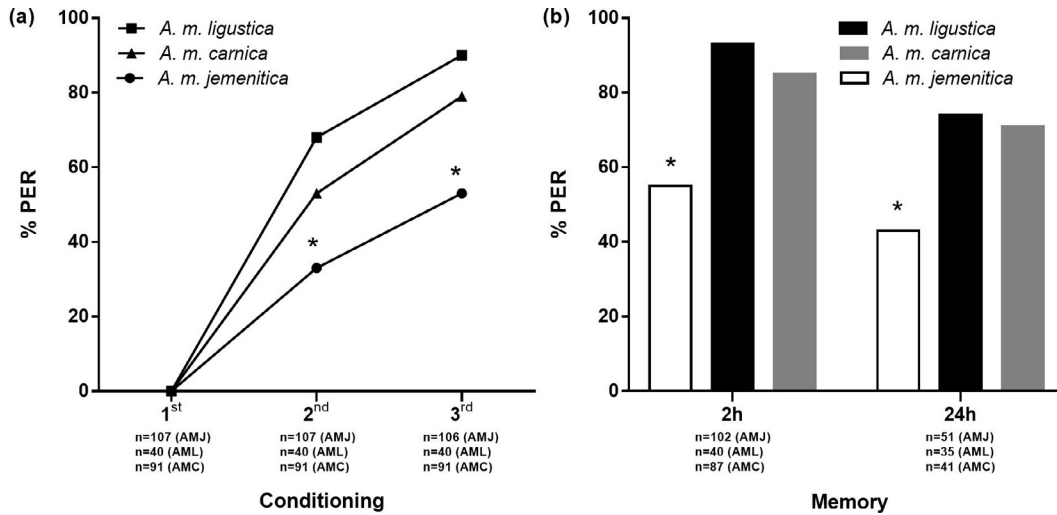 (a)
A. m. ligustica
A. m. carnica
A. m. jemenitica
% PER
100
80
60
40
20
0
*
*
1st
2nd
3rd
n=107 (AMJ)
n=40 (AML)
n=91 (AMC)
n=107 (AMJ)
n=40 (AML)
n=91 (AMC)
n=106 (AMJ)
n=40 (AML)
n=91 (AMC)
Conditioning
(b)
A. m. ligustica
A. m. carnica
A. m. jemenitica
% PER
100
80
60
40
20
0
*
*
2h
24h
n=102 (AMJ)
n=40 (AML)
n=87 (AMC)
n=51 (AMJ)
n=35 (AML)
n=41 (AMC)
Memory